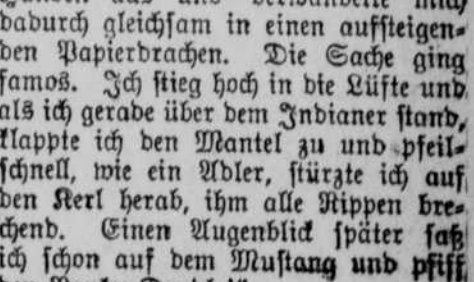 dadurch gleichsam in einen aufsteigen=
den Papierdrachen. Die Sache ging
famos. Ich stieg hoch in die Lüfte und
als ich gerade über dem Indianer stand,
klappte ich den Mantel zu und pfeil=
schnell, wie ein Adler, stürzte ich auf
den Kerl herab, ihm alle Rippen bre=
chend. Einen Augenblick später saß
ich schon auf dem Mustang und pfiff